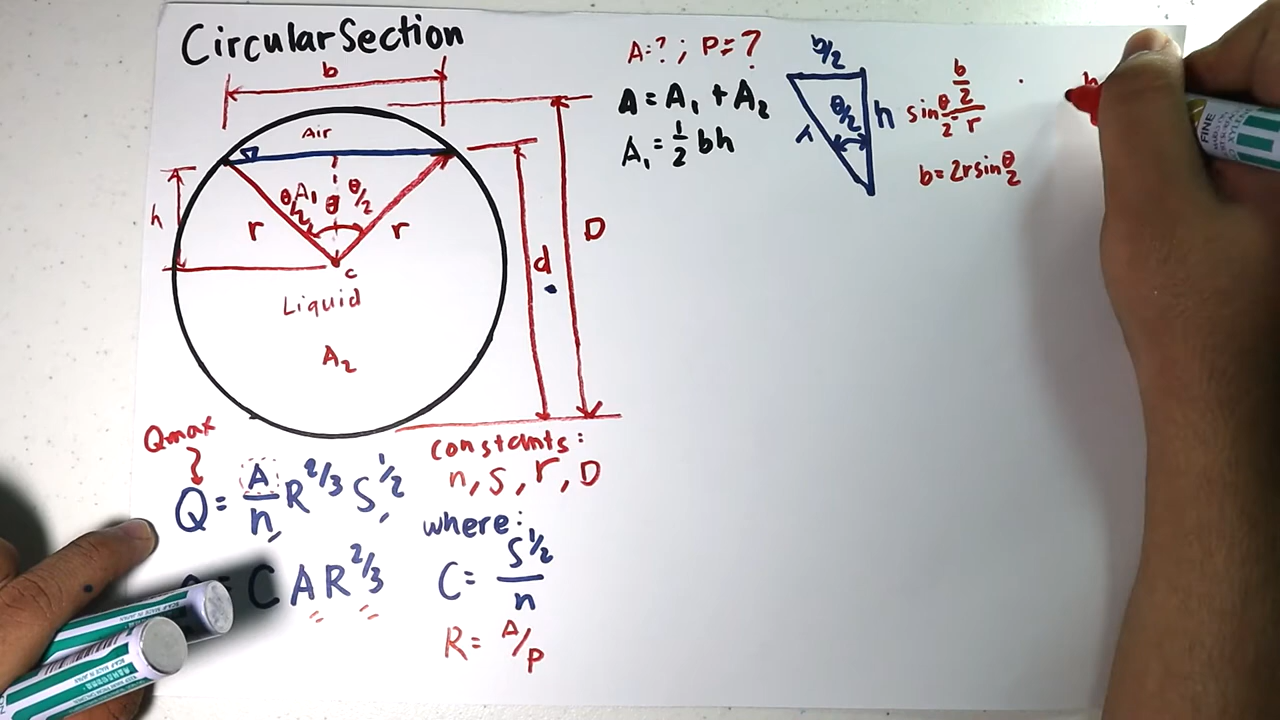 Circular Section
b
Air
h
θ/2 A₁ θ θ/2
r r
c
Liquid
A₂
d
D
A=? ; P=?
A = A₁ + A₂
A₁ = 1/2 bh
b/2
θ/2
r
h
sin θ/2 = b/2 / r
b = 2r sin θ/2
h
Qmax
Q = A/n R^2/3 S^1/2
constants:
n, S, r, D
where:
= C A R^2/3
C = S^1/2 / n
R = A/P
FINE